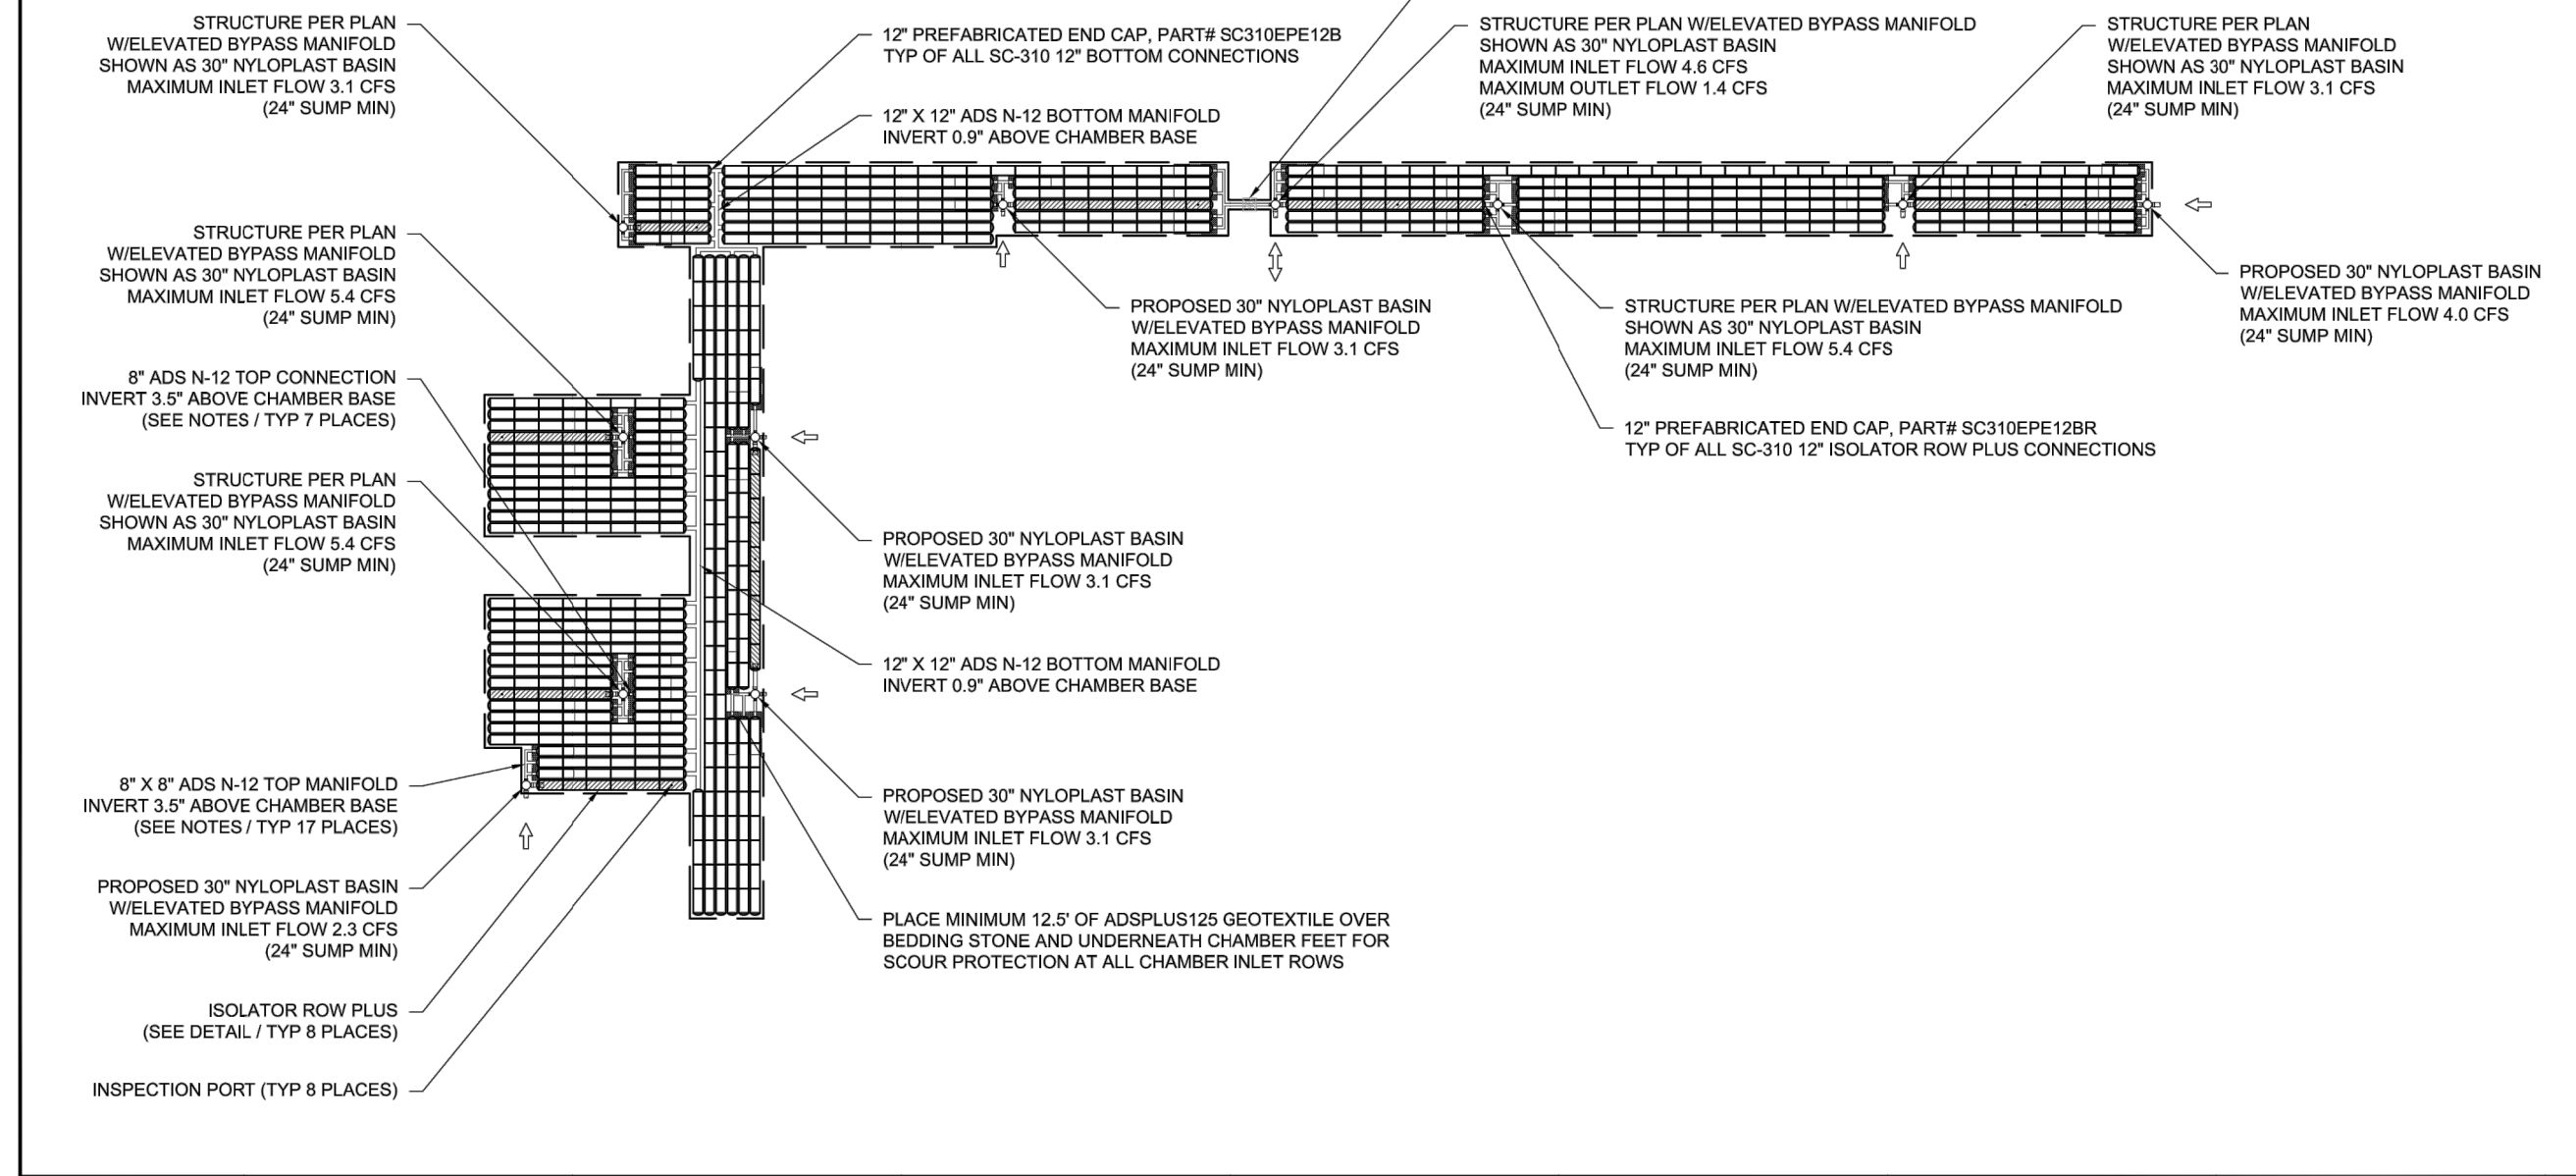 STRUCTURE PER PLAN
W/ELEVATED BYPASS MANIFOLD
SHOWN AS 30" NYLOPLAST BASIN
MAXIMUM INLET FLOW 3.1 CFS
(24" SUMP MIN)
12" PREFABRICATED END CAP, PART# SC310EPE12B
TYP OF ALL SC-310 12" BOTTOM CONNECTIONS
12" X 12" ADS N-12 BOTTOM MANIFOLD
INVERT 0.9" ABOVE CHAMBER BASE
STRUCTURE PER PLAN W/ELEVATED BYPASS MANIFOLD
SHOWN AS 30" NYLOPLAST BASIN
MAXIMUM INLET FLOW 4.6 CFS
MAXIMUM OUTLET FLOW 1.4 CFS
(24" SUMP MIN)
STRUCTURE PER PLAN
W/ELEVATED BYPASS MANIFOLD
SHOWN AS 30" NYLOPLAST BASIN
MAXIMUM INLET FLOW 3.1 CFS
(24" SUMP MIN)
STRUCTURE PER PLAN
W/ELEVATED BYPASS MANIFOLD
SHOWN AS 30" NYLOPLAST BASIN
MAXIMUM INLET FLOW 5.4 CFS
(24" SUMP MIN)
PROPOSED 30" NYLOPLAST BASIN
W/ELEVATED BYPASS MANIFOLD
MAXIMUM INLET FLOW 3.1 CFS
(24" SUMP MIN)
STRUCTURE PER PLAN W/ELEVATED BYPASS MANIFOLD
SHOWN AS 30" NYLOPLAST BASIN
MAXIMUM INLET FLOW 5.4 CFS
(24" SUMP MIN)
PROPOSED 30" NYLOPLAST BASIN
W/ELEVATED BYPASS MANIFOLD
MAXIMUM INLET FLOW 4.0 CFS
(24" SUMP MIN)
8" ADS N-12 TOP CONNECTION
INVERT 3.5" ABOVE CHAMBER BASE
(SEE NOTES / TYP 7 PLACES)
12" PREFABRICATED END CAP, PART# SC310EPE12BR
TYP OF ALL SC-310 12" ISOLATOR ROW PLUS CONNECTIONS
STRUCTURE PER PLAN
W/ELEVATED BYPASS MANIFOLD
SHOWN AS 30" NYLOPLAST BASIN
MAXIMUM INLET FLOW 5.4 CFS
(24" SUMP MIN)
PROPOSED 30" NYLOPLAST BASIN
W/ELEVATED BYPASS MANIFOLD
MAXIMUM INLET FLOW 3.1 CFS
(24" SUMP MIN)
12" X 12" ADS N-12 BOTTOM MANIFOLD
INVERT 0.9" ABOVE CHAMBER BASE
8" X 8" ADS N-12 TOP MANIFOLD
INVERT 3.5" ABOVE CHAMBER BASE
(SEE NOTES / TYP 17 PLACES)
PROPOSED 30" NYLOPLAST BASIN
W/ELEVATED BYPASS MANIFOLD
MAXIMUM INLET FLOW 3.1 CFS
(24" SUMP MIN)
PROPOSED 30" NYLOPLAST BASIN
W/ELEVATED BYPASS MANIFOLD
MAXIMUM INLET FLOW 2.3 CFS
(24" SUMP MIN)
PLACE MINIMUM 12.5' OF ADSPLUS125 GEOTEXTILE OVER
BEDDING STONE AND UNDERNEATH CHAMBER FEET FOR
SCOUR PROTECTION AT ALL CHAMBER INLET ROWS
ISOLATOR ROW PLUS
(SEE DETAIL / TYP 8 PLACES)
INSPECTION PORT (TYP 8 PLACES)